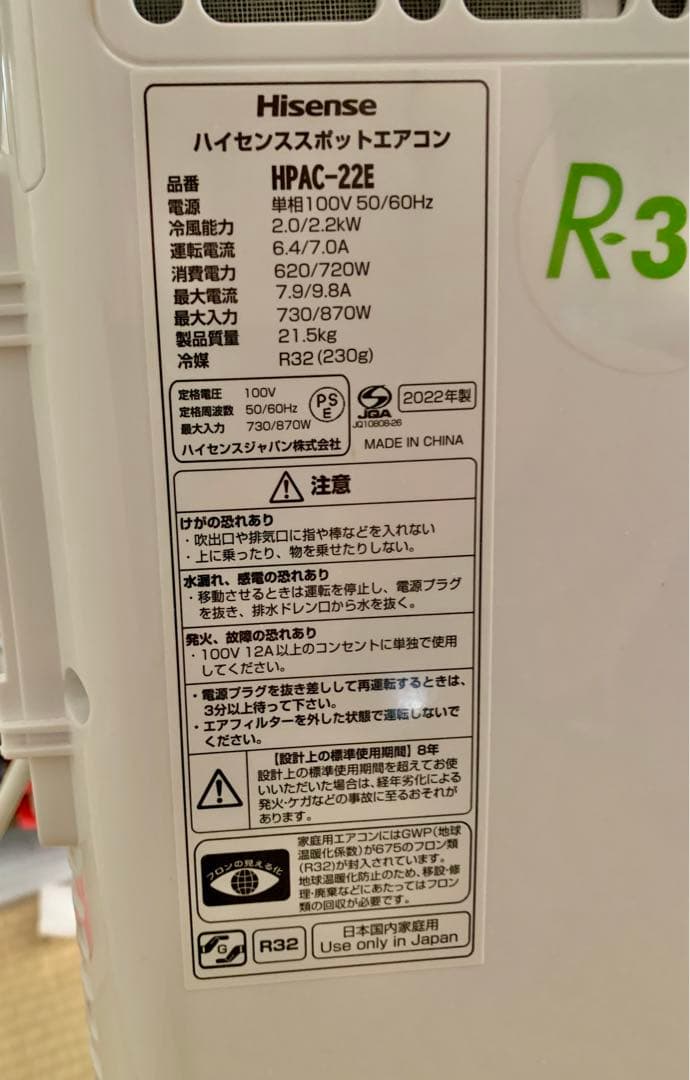 Hisense
ハイセンススポットエアコン
品番 HPAC-22E
電源 単相100V 50/60Hz
冷風能力 2.0/2.2kW
運転電流 6.4/7.0A
消費電力 620/720W
最大電流 7.9/9.8A
最大入力 730/870W
製品質量 21.5kg
冷媒 R32 (230g)
定格電圧 100V
定格周波数 50/60Hz
最大入力 730/870W
ハイセンスジャパン株式会社
PS
E
JQA
JQ10808-26
2022年製
MADE IN CHINA
注意
けがの恐れあり
・吹出口や排気口に指や棒などを入れない
・上に乗ったり、物を乗せたりしない。
水漏れ、感電の恐れあり
・移動させるときは運転を停止し、電源プラグ
を抜き、排水ドレン口から水を抜く。
発火、故障の恐れあり
・100V 12A以上のコンセントに単独で使用
してください。
・電源プラグを抜き差しして再運転するときは、
3分以上待って下さい。
・エアフィルターを外した状態で運転しないで
ください。
【設計上の標準使用期間】8年
設計上の標準使用期間を超えてお使
いいただいた場合は、経年劣化による
発火・ケガなどの事故に至るおそれが
あります。
フロンの見える化
家庭用エアコンにはGWP(地球
温暖化係数)が675のフロン類
(R32)が封入されています。
地球温暖化防止のため、移設・修
理・廃棄などにあたってはフロン
類の回収が必要です。
G
R32
日本国内家庭用
Use only in Japan
R-3